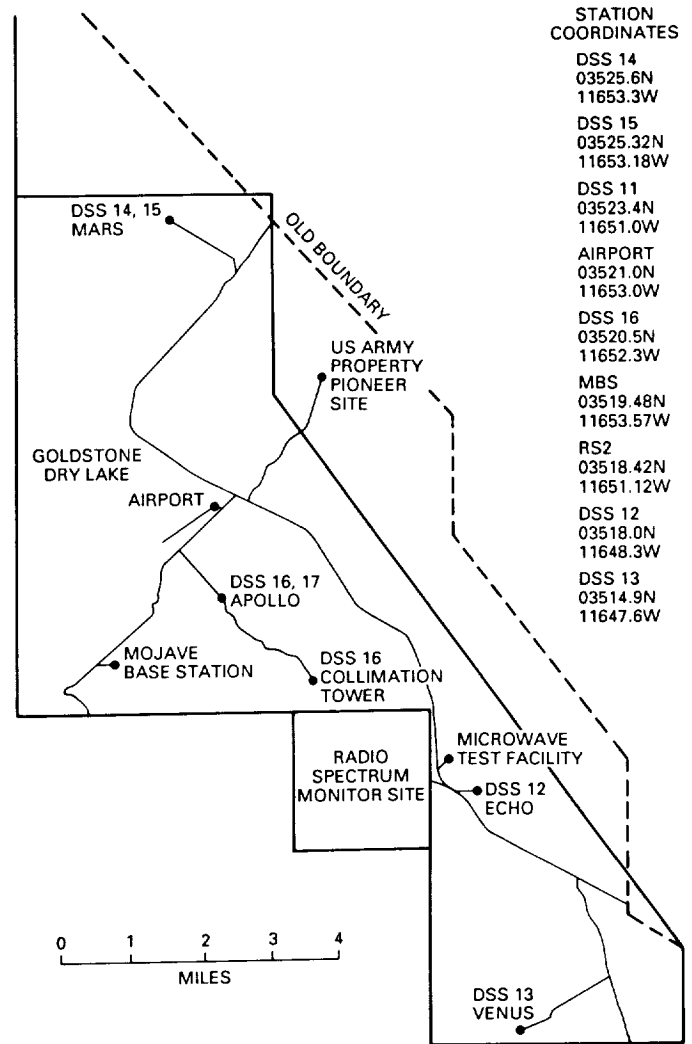 STATION
COORDINATES
DSS 14
03525.6N
11653.3W
DSS 15
03525.32N
11653.18W
DSS 11
03523.4N
11651.0W
AIRPORT
03521.0N
11653.0W
DSS 16
03520.5N
11652.3W
MBS
03519.48N
11653.57W
RS2
03518.42N
11651.12W
DSS 12
03518.0N
11648.3W
DSS 13
03514.9N
11647.6W
DSS 14, 15
MARS
OLD BOUNDARY
US ARMY
PROPERTY
PIONEER
SITE
GOLDSTONE
DRY LAKE
AIRPORT
DSS 16, 17
APOLLO
MOJAVE
BASE STATION
DSS 16
COLLIMATION
TOWER
RADIO
SPECTRUM
MONITOR SITE
MICROWAVE
TEST FACILITY
DSS 12
ECHO
0 1 2 3 4
MILES
DSS 13
VENUS